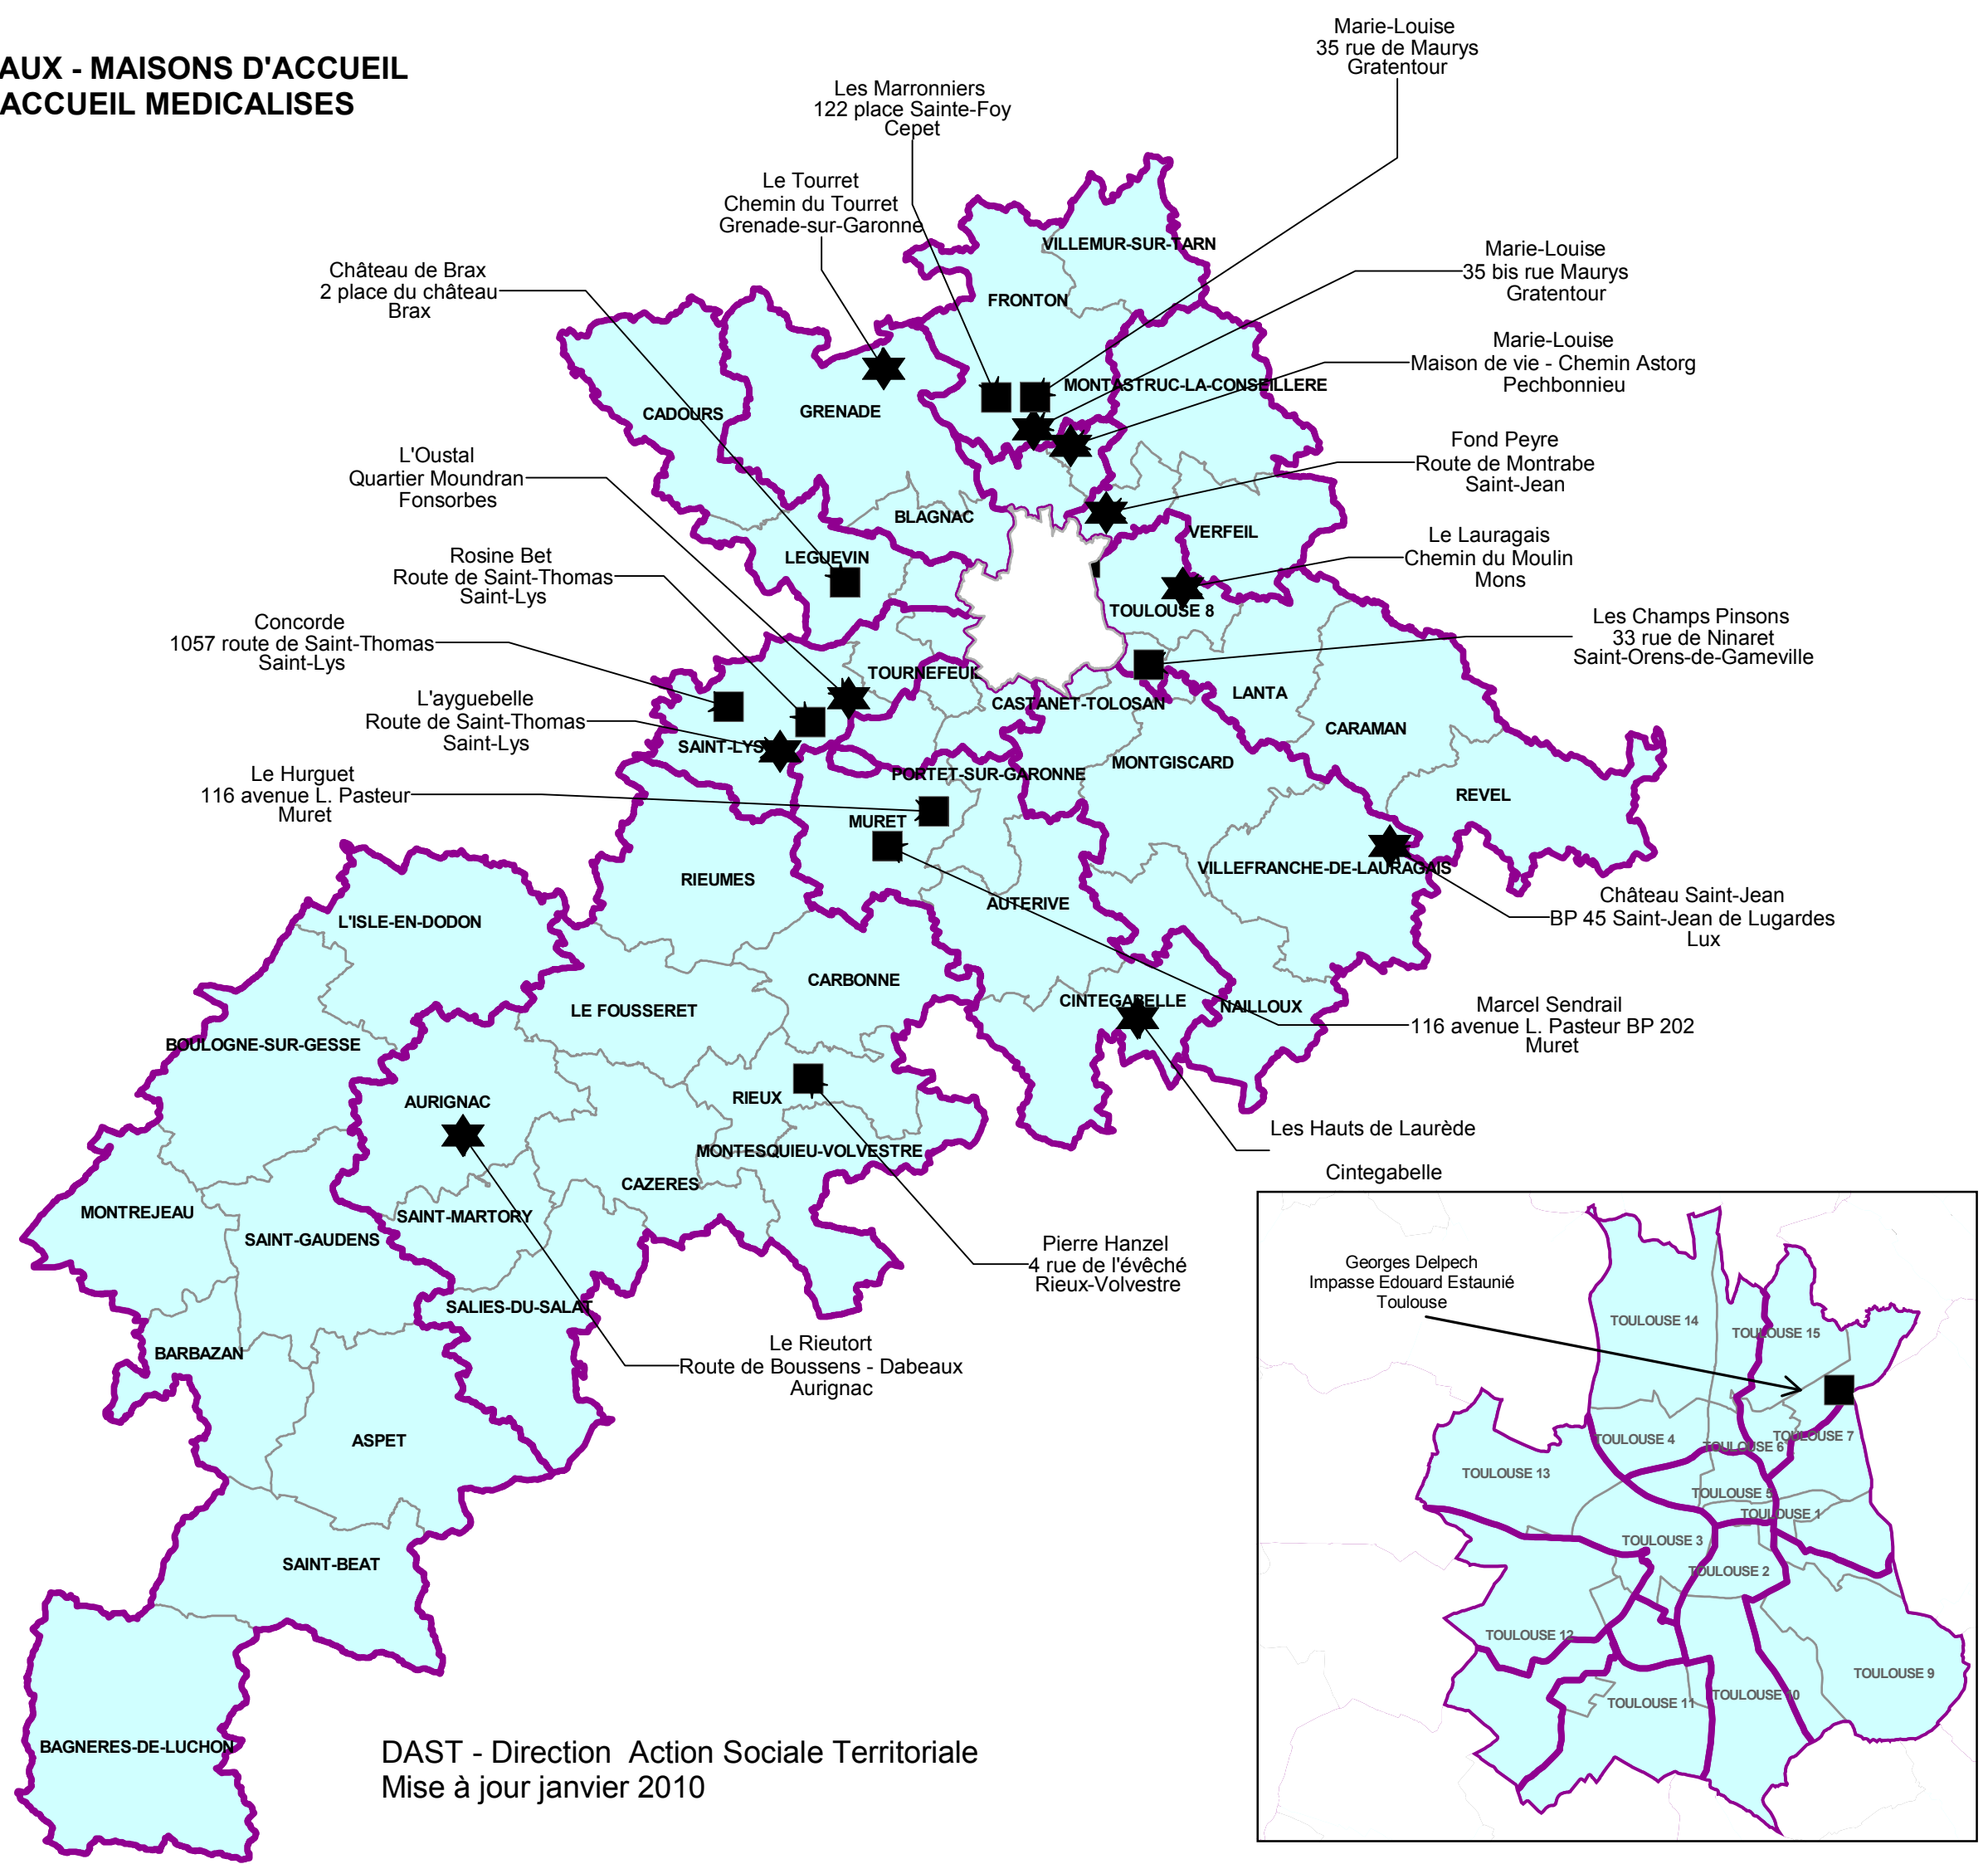 AUX - MAISONS D'ACCUEIL
ACCUEIL MEDICALISES
Marie-Louise
35 rue de Maurys
Gratentour
Les Marronniers
122 place Sainte-Foy
Cepet
Le Tourret
Chemin du Tourret
Grenade-sur-Garonne
Château de Brax
2 place du château
Brax
Marie-Louise
35 bis rue Maurys
Gratentour
Marie-Louise
Maison de vie - Chemin Astorg
Pechbonnieu
L'Oustal
Quartier Moundran
Fonsorbes
Fond Peyre
Route de Montrabe
Saint-Jean
Rosine Bet
Route de Saint-Thomas
Saint-Lys
Le Lauragais
Chemin du Moulin
Mons
Concorde
1057 route de Saint-Thomas
Saint-Lys
Les Champs Pinsons
33 rue de Ninaret
Saint-Orens-de-Gameville
L'ayguebelle
Route de Saint-Thomas
Saint-Lys
Le Hurguet
116 avenue L. Pasteur
Muret
Château Saint-Jean
BP 45 Saint-Jean de Lugardes
Lux
Marcel Sendrail
116 avenue L. Pasteur BP 202
Muret
Les Hauts de Laurède
Cintegabelle
Pierre Hanzel
4 rue de l'évêché
Rieux-Volvestre
Le Rieutort
Route de Boussens - Dabeaux
Aurignac
VILLEMUR-SUR-TARN
FRONTON
MONTASTRUC-LA-CONSEILLERE
GRENADE
CADOURS
BLAGNAC
VERFEIL
LEGUEVIN
TOULOUSE 8
TOURNEFEUIL
LANTA
CASTANET-TOLOSAN
CARAMAN
SAINT-LYS
MONTGISCARD
PORTET-SUR-GARONNE
REVEL
MURET
VILLEFRANCHE-DE-LAURAGAIS
RIEUMES
AUTERIVE
L'ISLE-EN-DODON
CARBONNE
CINTEGABELLE
NAILLOUX
LE FOUSSERET
BOULOGNE-SUR-GESSE
RIEUX
AURIGNAC
MONTESQUIEU-VOLVESTRE
CAZERES
MONTREJEAU
SAINT-MARTORY
SAINT-GAUDENS
SALIES-DU-SALAT
BARBAZAN
ASPET
SAINT-BEAT
BAGNERES-DE-LUCHON
Georges Delpech
Impasse Edouard Estaunié
Toulouse
TOULOUSE 14
TOULOUSE 15
TOULOUSE 4
TOULOUSE 7
TOULOUSE 6
TOULOUSE 13
TOULOUSE 5
TOULOUSE 1
TOULOUSE 3
TOULOUSE 2
TOULOUSE 12
TOULOUSE 9
TOULOUSE 11
TOULOUSE 10
DAST - Direction  Action Sociale Territoriale
Mise à jour janvier 2010